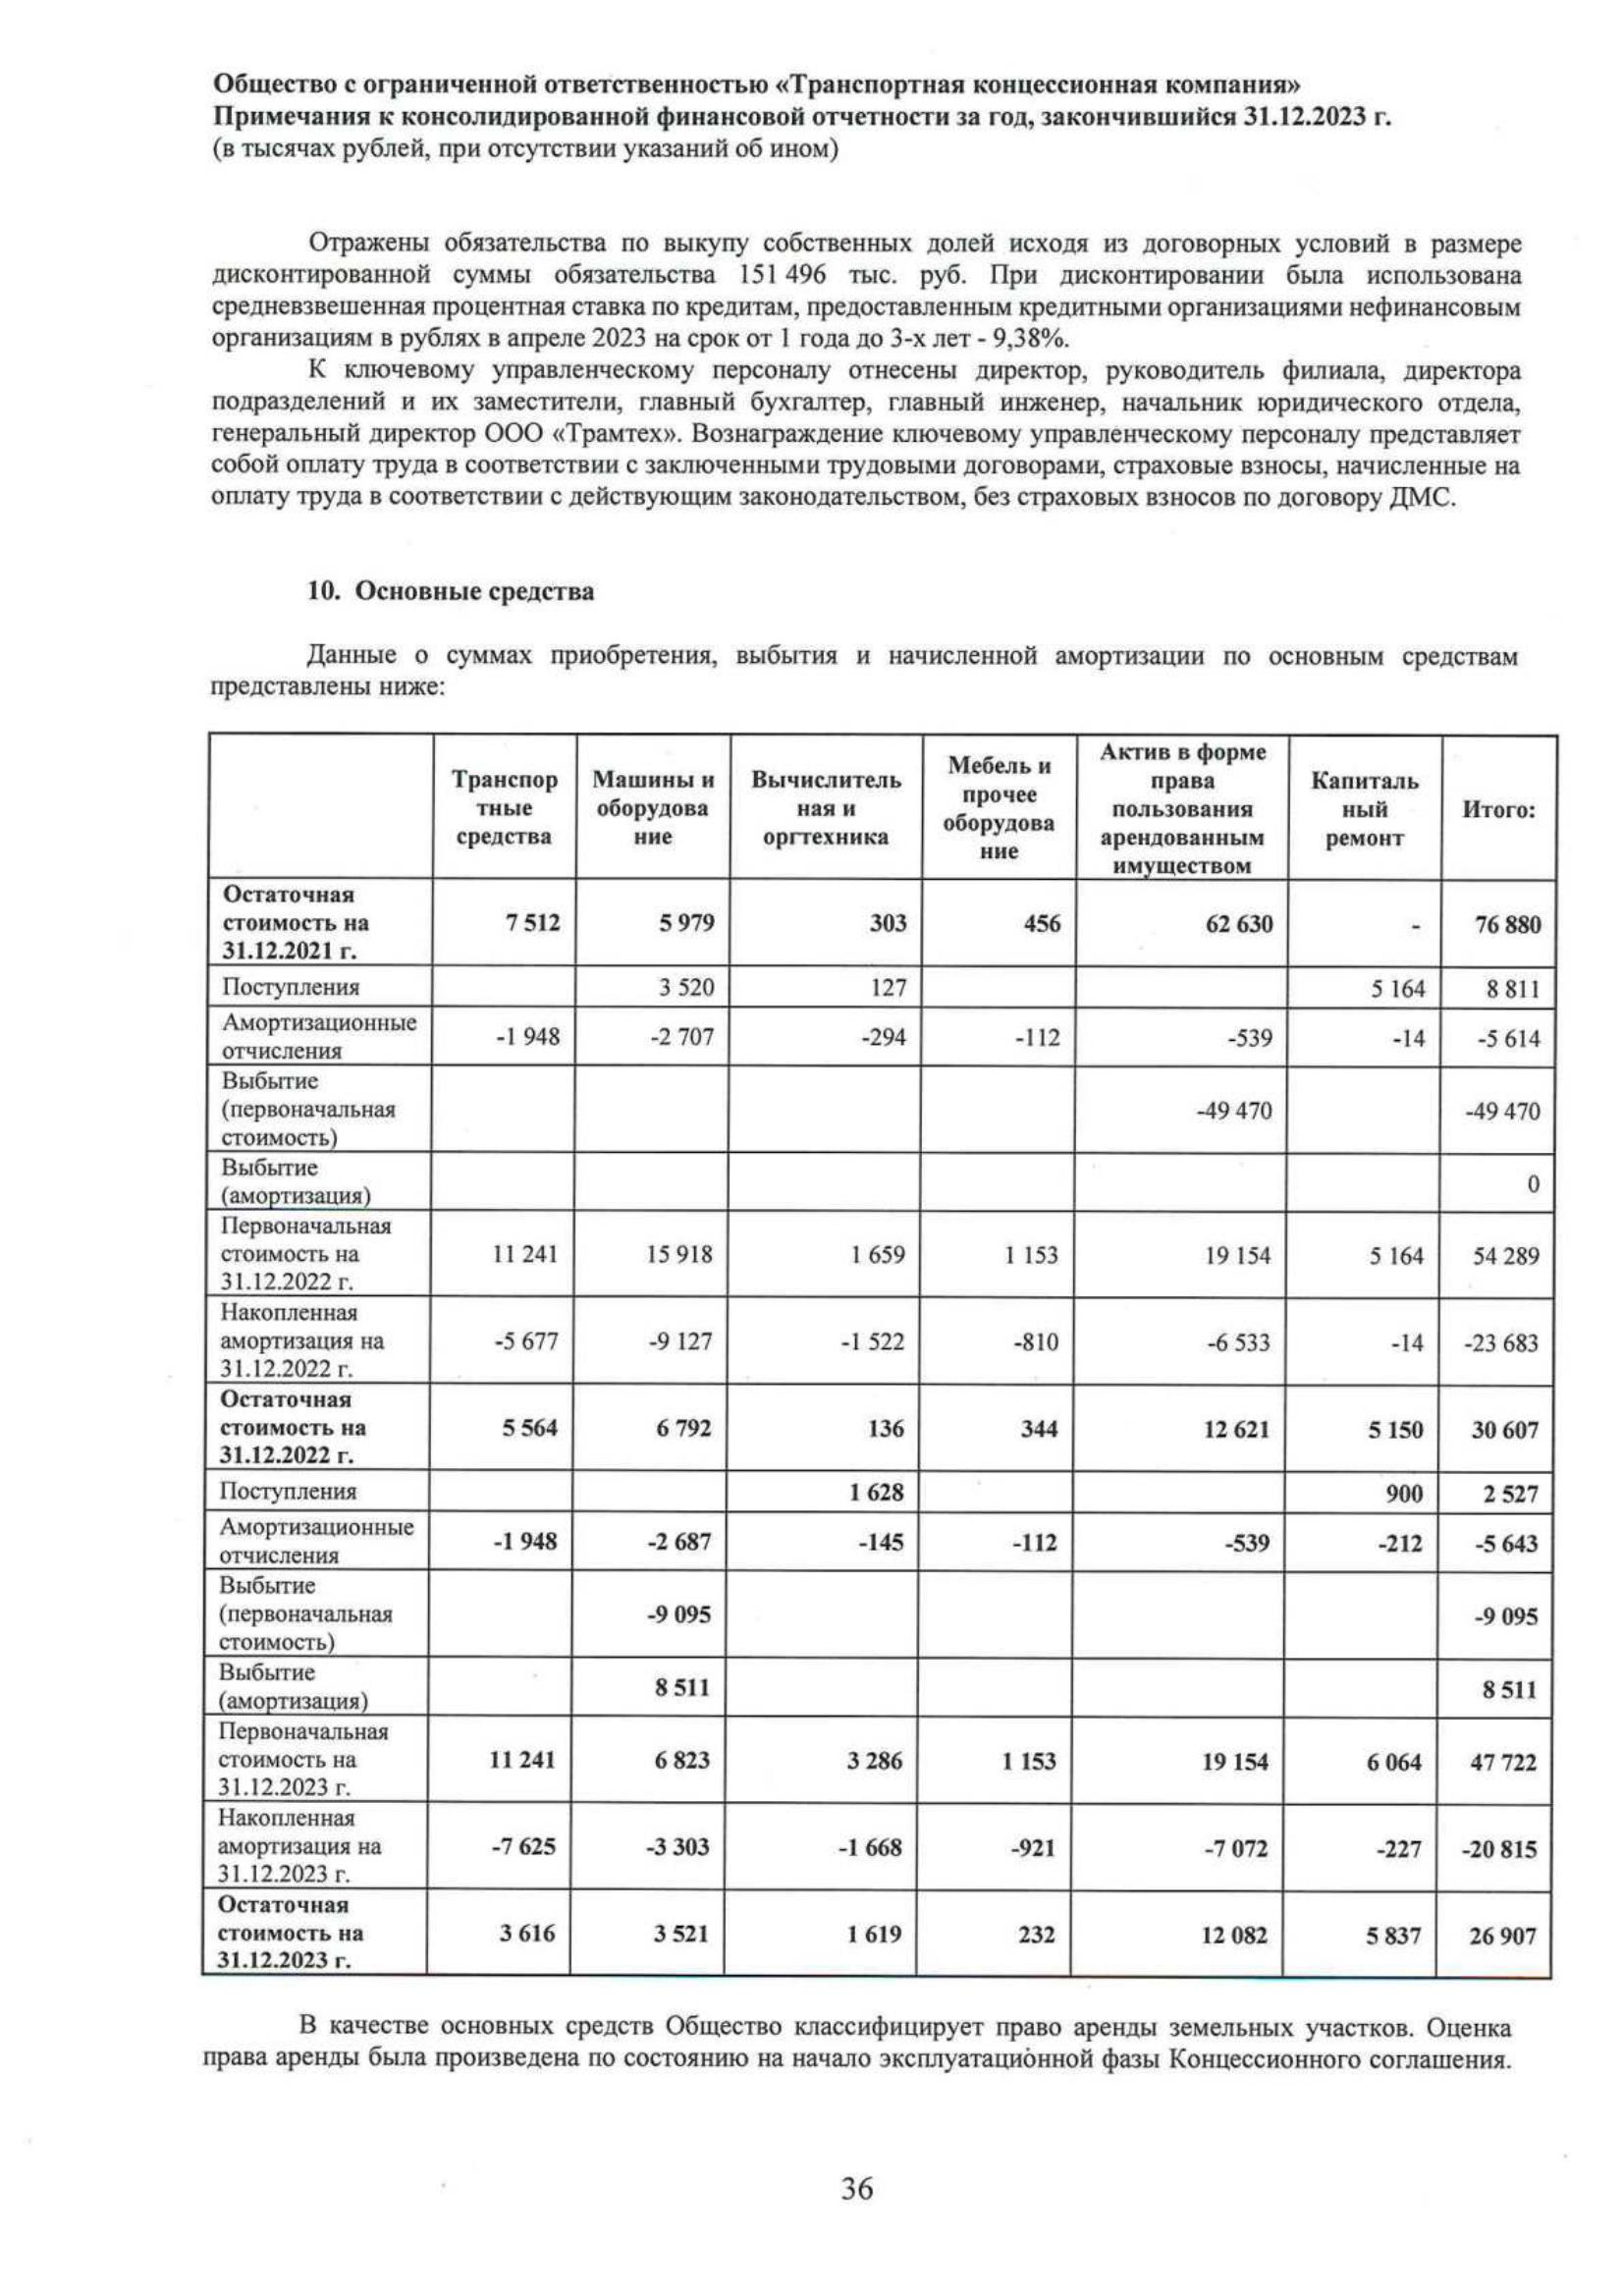 Общество с ограниченной ответственностью «Транспортная концессионная компания»
Примечания к консолидированной финансовой отчетности за год, закончившийся 31.12.2023 г.
(в тысячах рублей, при отсутствии указаний об ином)
Отражены обязательства по выкупу собственных долей исходя из договорных условий в размере
дисконтированной суммы обязательства 151 496 тыс. руб. При дисконтировании была использована
средневзвешенная процентная ставка по кредитам, предоставленным кредитными организациями нефинансовым
организациям в рублях в апреле 2023 на срок от 1 года до 3-х лет - 9,38%.
К ключевому управленческому персоналу отнесены директор, руководитель филиала, директора
подразделений и их заместители, главный бухгалтер, главный инженер, начальник юридического отдела,
генеральный директор ООО «Трамтех». Вознаграждение ключевому управленческому персоналу представляет
собой оплату труда в соответствии с заключенными трудовыми договорами, страховые взносы, начисленные на
оплату труда в соответствии с действующим законодательством, без страховых взносов по договору ДМС.
10. Основные средства
Данные о суммах приобретения, выбытия и начисленной амортизации по основным средствам
представлены ниже:
Транспор
тные
средства
Машины и
оборудова
ние
Вычислитель
ная и
оргтехника
Мебель и
прочее
оборудова
ние
Актив в форме
права
пользования
арендованным
имуществом
Капиталь
ный
ремонт
Итого:
Остаточная
стоимость на
31.12.2021 г.
7 512 5 979 303 456 62 630 - 76 880
Поступления 3 520 127 5 164 8 811
Амортизационные
отчисления
-1 948 -2 707 -294 -112 -539 -14 -5 614
Выбытие
(первоначальная
стоимость)
-49 470 -49 470
Выбытие
(амортизация)
0
Первоначальная
стоимость на
31.12.2022 г.
11 241 15 918 1 659 1 153 19 154 5 164 54 289
Накопленная
амортизация на
31.12.2022 г.
-5 677 -9 127 -1 522 -810 -6 533 -14 -23 683
Остаточная
стоимость на
31.12.2022 г.
5 564 6 792 136 344 12 621 5 150 30 607
Поступления 1 628 900 2 527
Амортизационные
отчисления
-1 948 -2 687 -145 -112 -539 -212 -5 643
Выбытие
(первоначальная
стоимость)
-9 095 -9 095
Выбытие
(амортизация)
8 511 8 511
Первоначальная
стоимость на
31.12.2023 г.
11 241 6 823 3 286 1 153 19 154 6 064 47 722
Накопленная
амортизация на
31.12.2023 г.
-7 625 -3 303 -1 668 -921 -7 072 -227 -20 815
Остаточная
стоимость на
31.12.2023 г.
3 616 3 521 1 619 232 12 082 5 837 26 907
В качестве основных средств Общество классифицирует право аренды земельных участков. Оценка
права аренды была произведена по состоянию на начало эксплуатационной фазы Концессионного соглашения.
36